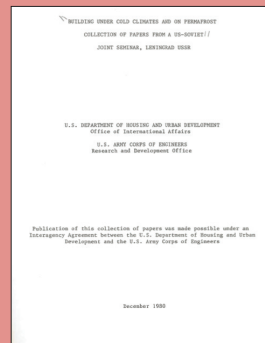 BUILDING UNDER COLD CLIMATES AND ON PERMAFROST
COLLECTION OF PAPERS FROM A US-SOVIET
JOINT SEMINAR, LENINGRAD USSR
U.S. DEPARTMENT OF HOUSING AND URBAN DEVELOPMENT
Office of International Affairs
U.S. ARMY CORPS OF ENGINEERS
Research and Development Office
Publication of this collection of papers was made possible under an
Interagency Agreement between the U.S. Department of Housing and Urban
Development and the U.S. Army Corps of Engineers
December 1980